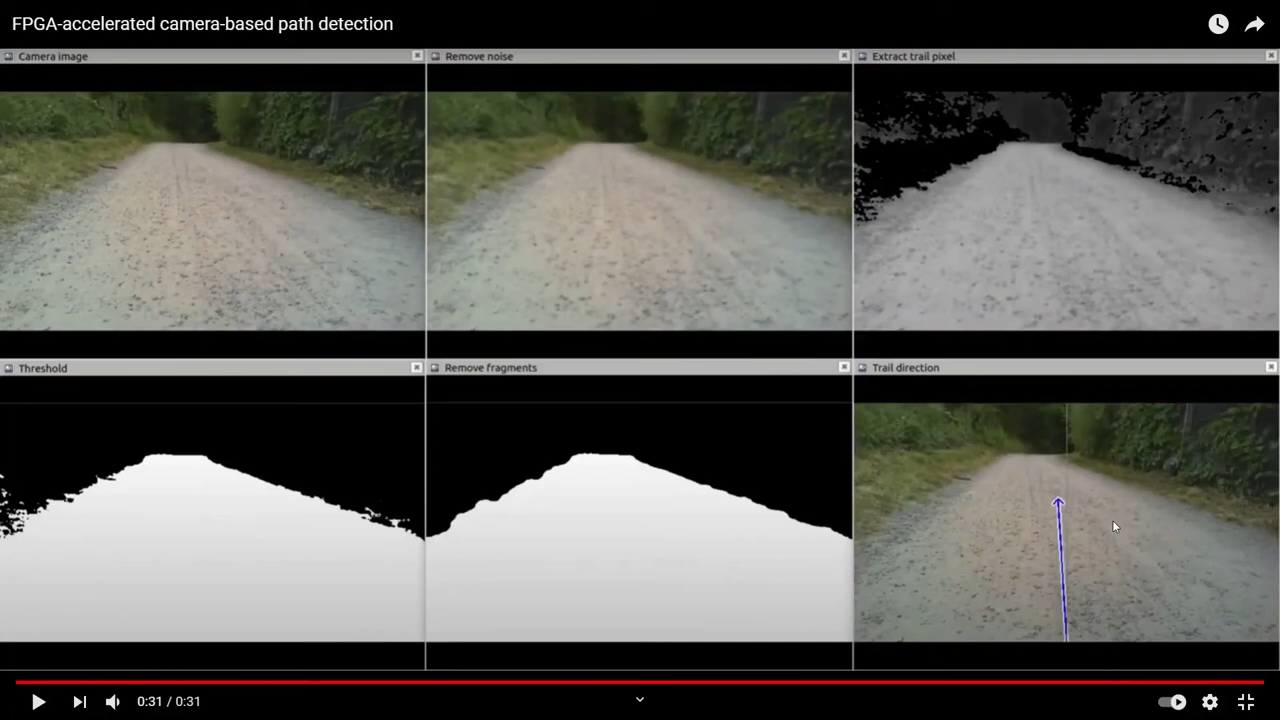 FPGA-accelerated camera-based path detection
Camera image
Remove noise
Extract trail pixel
Threshold
Remove fragments
Trail direction
0:31 / 0:31